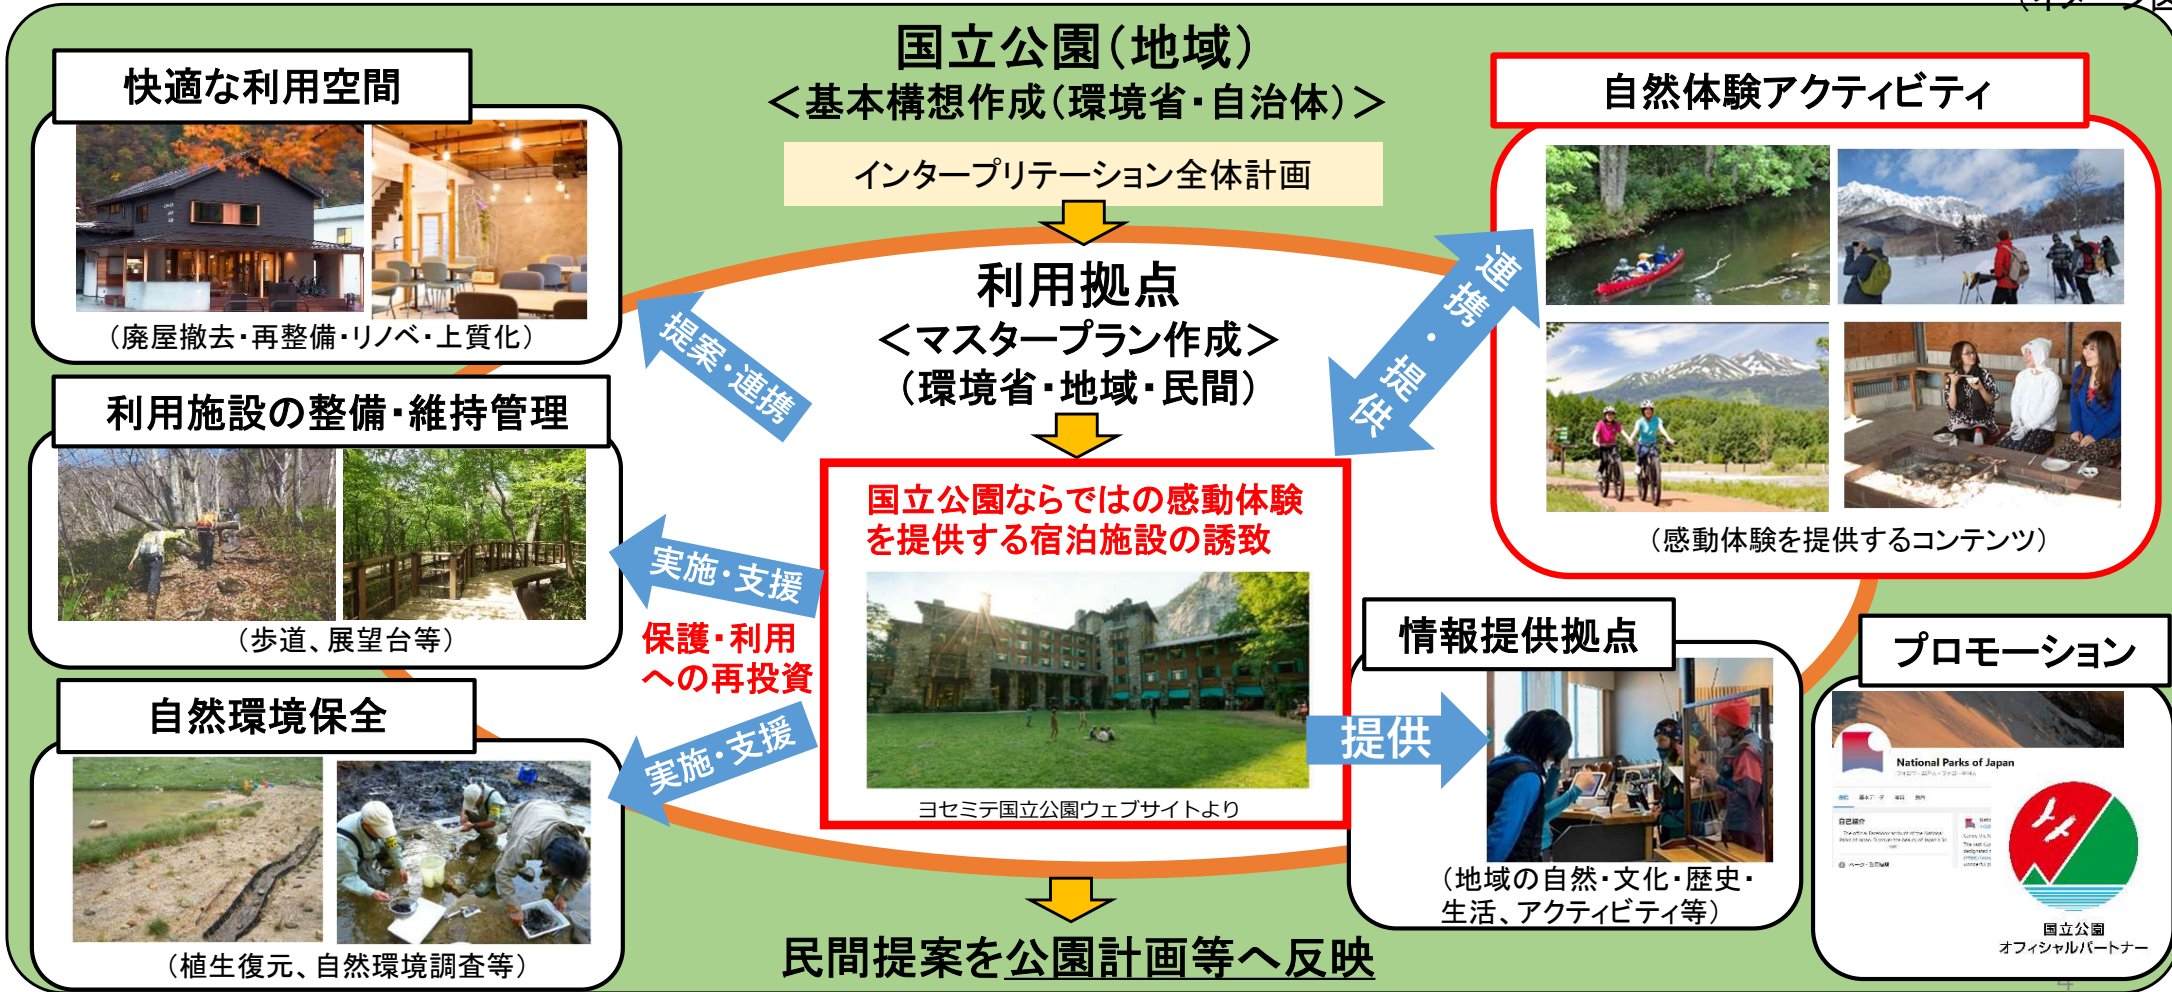 国立公園(地域)
＜基本構想作成(環境省・自治体)＞
インタープリテーション全体計画
快適な利用空間
(廃屋撤去・再整備・リノベ・上質化)
利用施設の整備・維持管理
(歩道、展望台等)
自然環境保全
(植生復元、自然環境調査等)
利用拠点
＜マスタープラン作成＞
(環境省・地域・民間)
提案・連携
連携・提供
実施・支援
保護・利用
への再投資
実施・支援
国立公園ならではの感動体験
を提供する宿泊施設の誘致
ヨセミテ国立公園ウェブサイトより
提供
自然体験アクティビティ
(感動体験を提供するコンテンツ)
情報提供拠点
(地域の自然・文化・歴史・
生活、アクティビティ等)
プロモーション
National Parks of Japan
自己紹介
国立公園
オフィシャルパートナー
民間提案を公園計画等へ反映
4